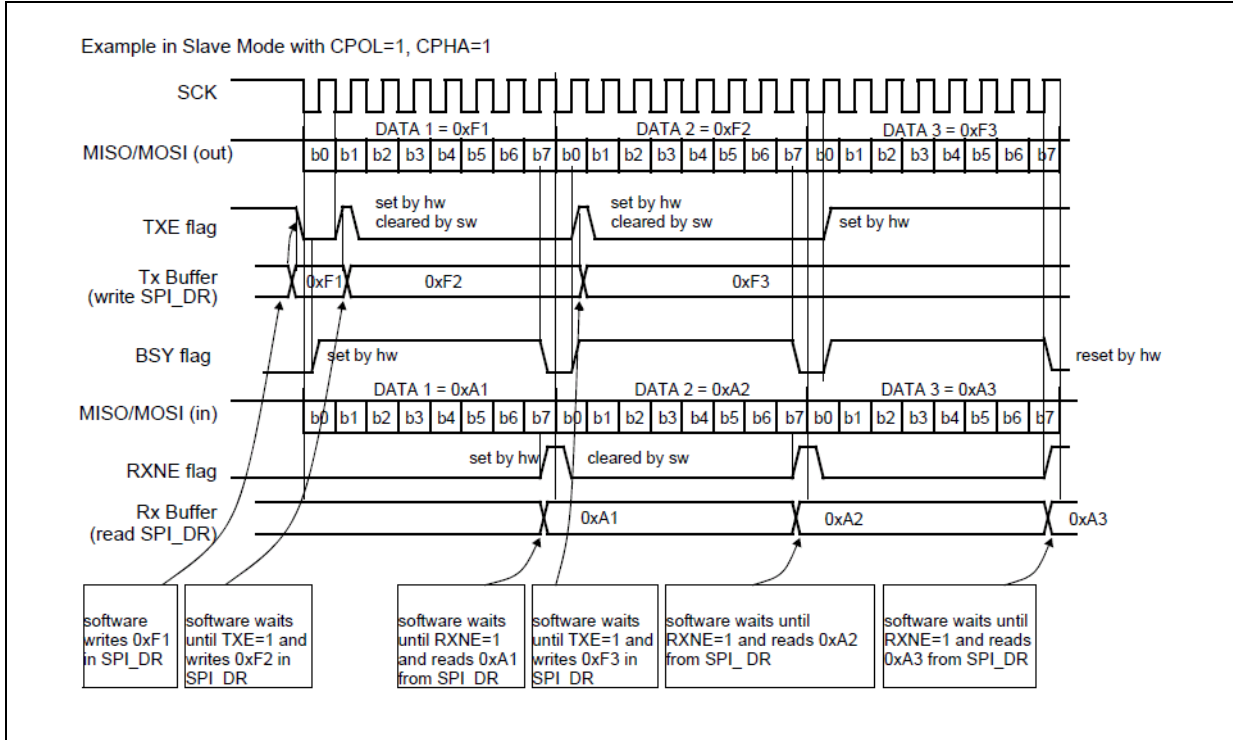 Example in Slave Mode with CPOL=1, CPHA=1
SCK
DATA 1 = 0xF1 DATA 2 = 0xF2 DATA 3 = 0xF3
MISO/MOSI (out) b0 b1 b2 b3 b4 b5 b6 b7 b0 b1 b2 b3 b4 b5 b6 b7 b0 b1 b2 b3 b4 b5 b6 b7
TXE flag
set by hw
cleared by sw
set by hw
cleared by sw
set by hw
Tx Buffer
(write SPI_DR)
0xF1 0xF2 0xF3
BSY flag set by hw reset by hw
DATA 1 = 0xA1 DATA 2 = 0xA2 DATA 3 = 0xA3
MISO/MOSI (in) b0 b1 b2 b3 b4 b5 b6 b7 b0 b1 b2 b3 b4 b5 b6 b7 b0 b1 b2 b3 b4 b5 b6 b7
RXNE flag set by hw cleared by sw
Rx Buffer
(read SPI_DR)
0xA1 0xA2 0xA3
software
writes 0xF1
in SPI_DR
software waits
until TXE=1 and
writes 0xF2 in
SPI_DR
software waits
until RXNE=1
and reads 0xA1
from SPI_DR
software waits
until TXE=1 and
writes 0xF3 in
SPI_DR
software waits until
RXNE=1 and reads 0xA2
from SPI_ DR
software waits until
RXNE=1 and reads
0xA3 from SPI_DR